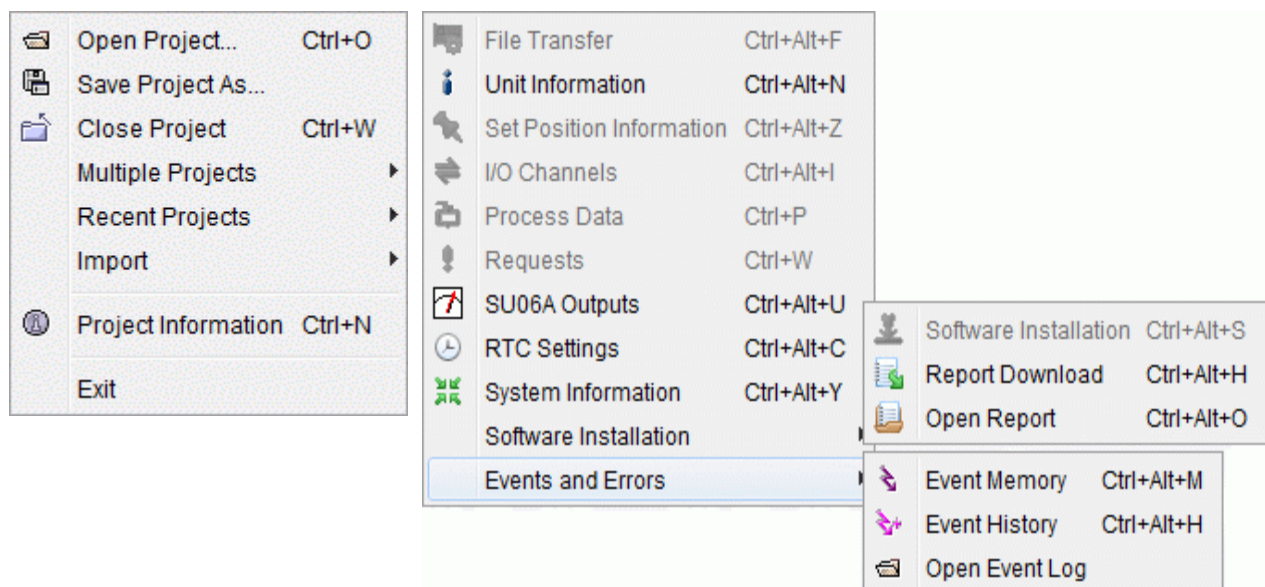 Open Project... Ctrl+O
Save Project As...
Close Project Ctrl+W
Multiple Projects
Recent Projects
Import
Project Information Ctrl+N
Exit
File Transfer Ctrl+Alt+F
Unit Information Ctrl+Alt+N
Set Position Information Ctrl+Alt+Z
I/O Channels Ctrl+Alt+I
Process Data Ctrl+P
Requests Ctrl+W
SU06A Outputs Ctrl+Alt+U
RTC Settings Ctrl+Alt+C
System Information Ctrl+Alt+Y
Software Installation
Events and Errors
Software Installation Ctrl+Alt+S
Report Download Ctrl+Alt+H
Open Report Ctrl+Alt+O
Event Memory Ctrl+Alt+M
Event History Ctrl+Alt+H
Open Event Log